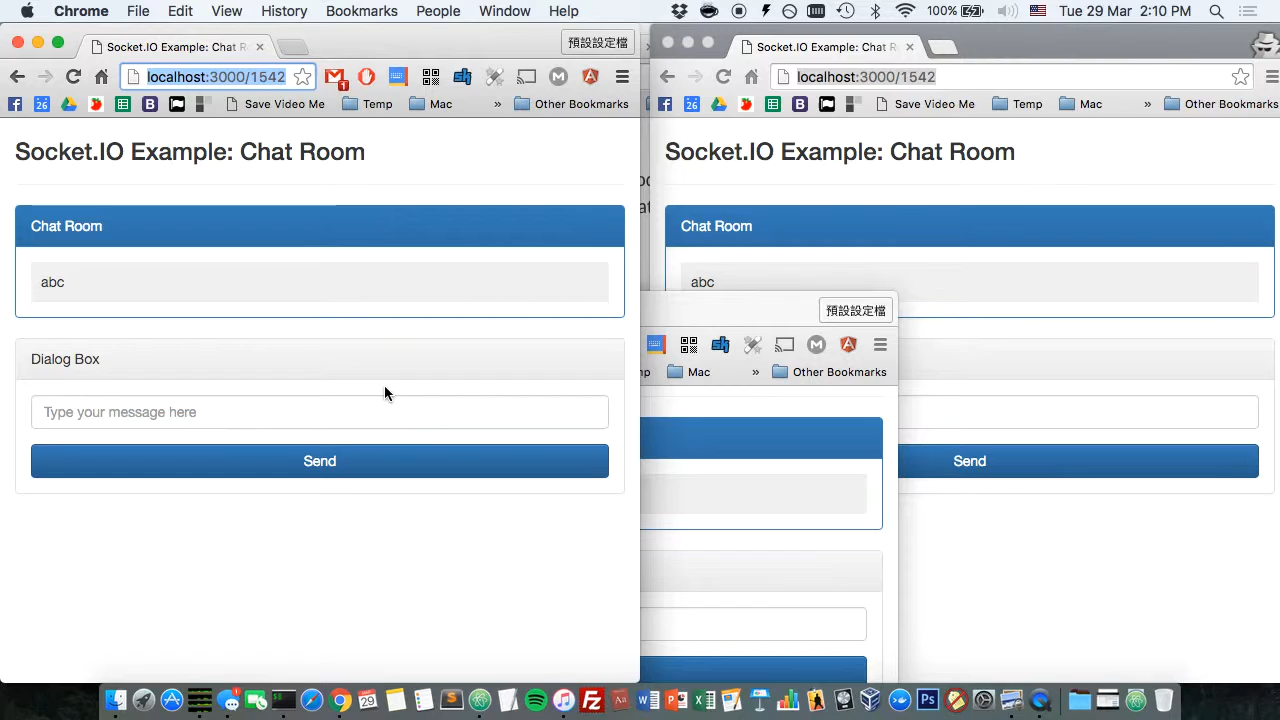 Chrome File Edit View History Bookmarks People Window Help 100% Tue 29 Mar 2:10 PM
Socket.IO Example: Chat R
預設設定檔
localhost:3000/1542
1
26 Save Video Me Temp Mac » Other Bookmarks
Socket.IO Example: Chat Room
Chat Room
abc
Dialog Box
Type your message here
Send
Socket.IO Example: Chat R
localhost:3000/1542
26 Save Video Me Temp Mac » Other Bookmarks
Socket.IO Example: Chat Room
Chat Room
abc
Send
預設設定檔
Mac » Other Bookmarks